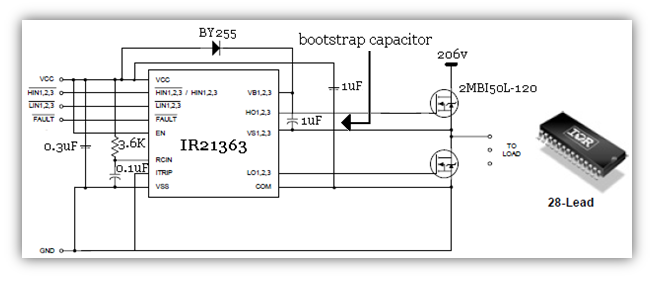 BY255
bootstrap capacitor
206v
VCC
HIN1,2,3
LIN1,2,3
FAULT
EN
RCIN
ITRIP
VSS
GND
VCC
HIN1,2,3 / HIN1,2,3
LIN1,2,3
FAULT
IR21363
VB1,2,3
HO1,2,3
VS1,2,3
LO1,2,3
COM
1uF
1uF
2MBI50L-120
3.6K
0.3uF
0.1uF
TO
LOAD
IOR
28-Lead